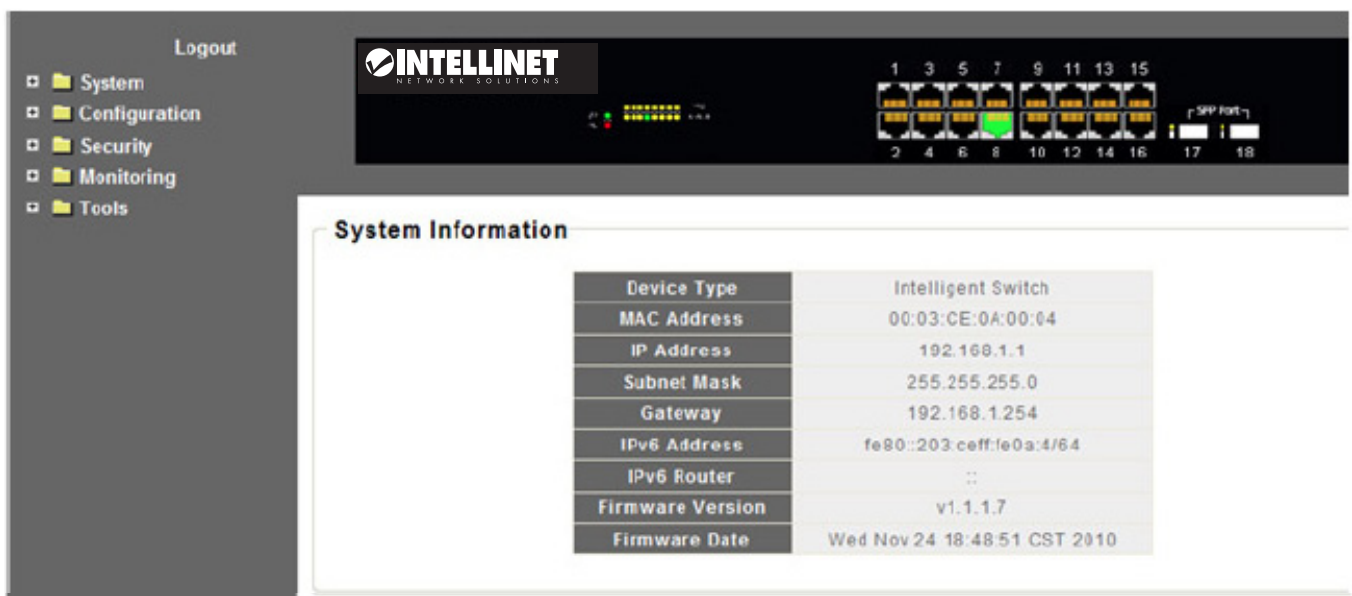 Logout
System
Configuration
Security
Monitoring
Tools
INTELLINET
NETWORK SOLUTIONS
1 3 5 7 9 11 13 15
SFP Port
2 4 6 8 10 12 14 16 17 18
System Information
Device Type Intelligent Switch
MAC Address 00:03:CE:0A:00:04
IP Address 192.168.1.1
Subnet Mask 255.255.255.0
Gateway 192.168.1.254
IPv6 Address fe80::203:ceff:fe0a:4/64
IPv6 Router ::
Firmware Version v1.1.1.7
Firmware Date Wed Nov 24 18:48:51 CST 2010